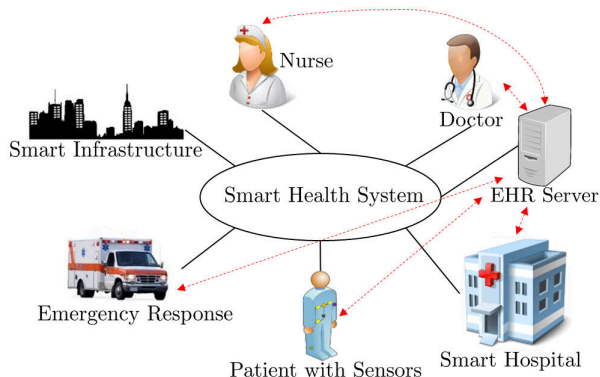 Nurse
Doctor
Smart Infrastructure
Smart Health System
EHR Server
Emergency Response
Patient with Sensors
Smart Hospital